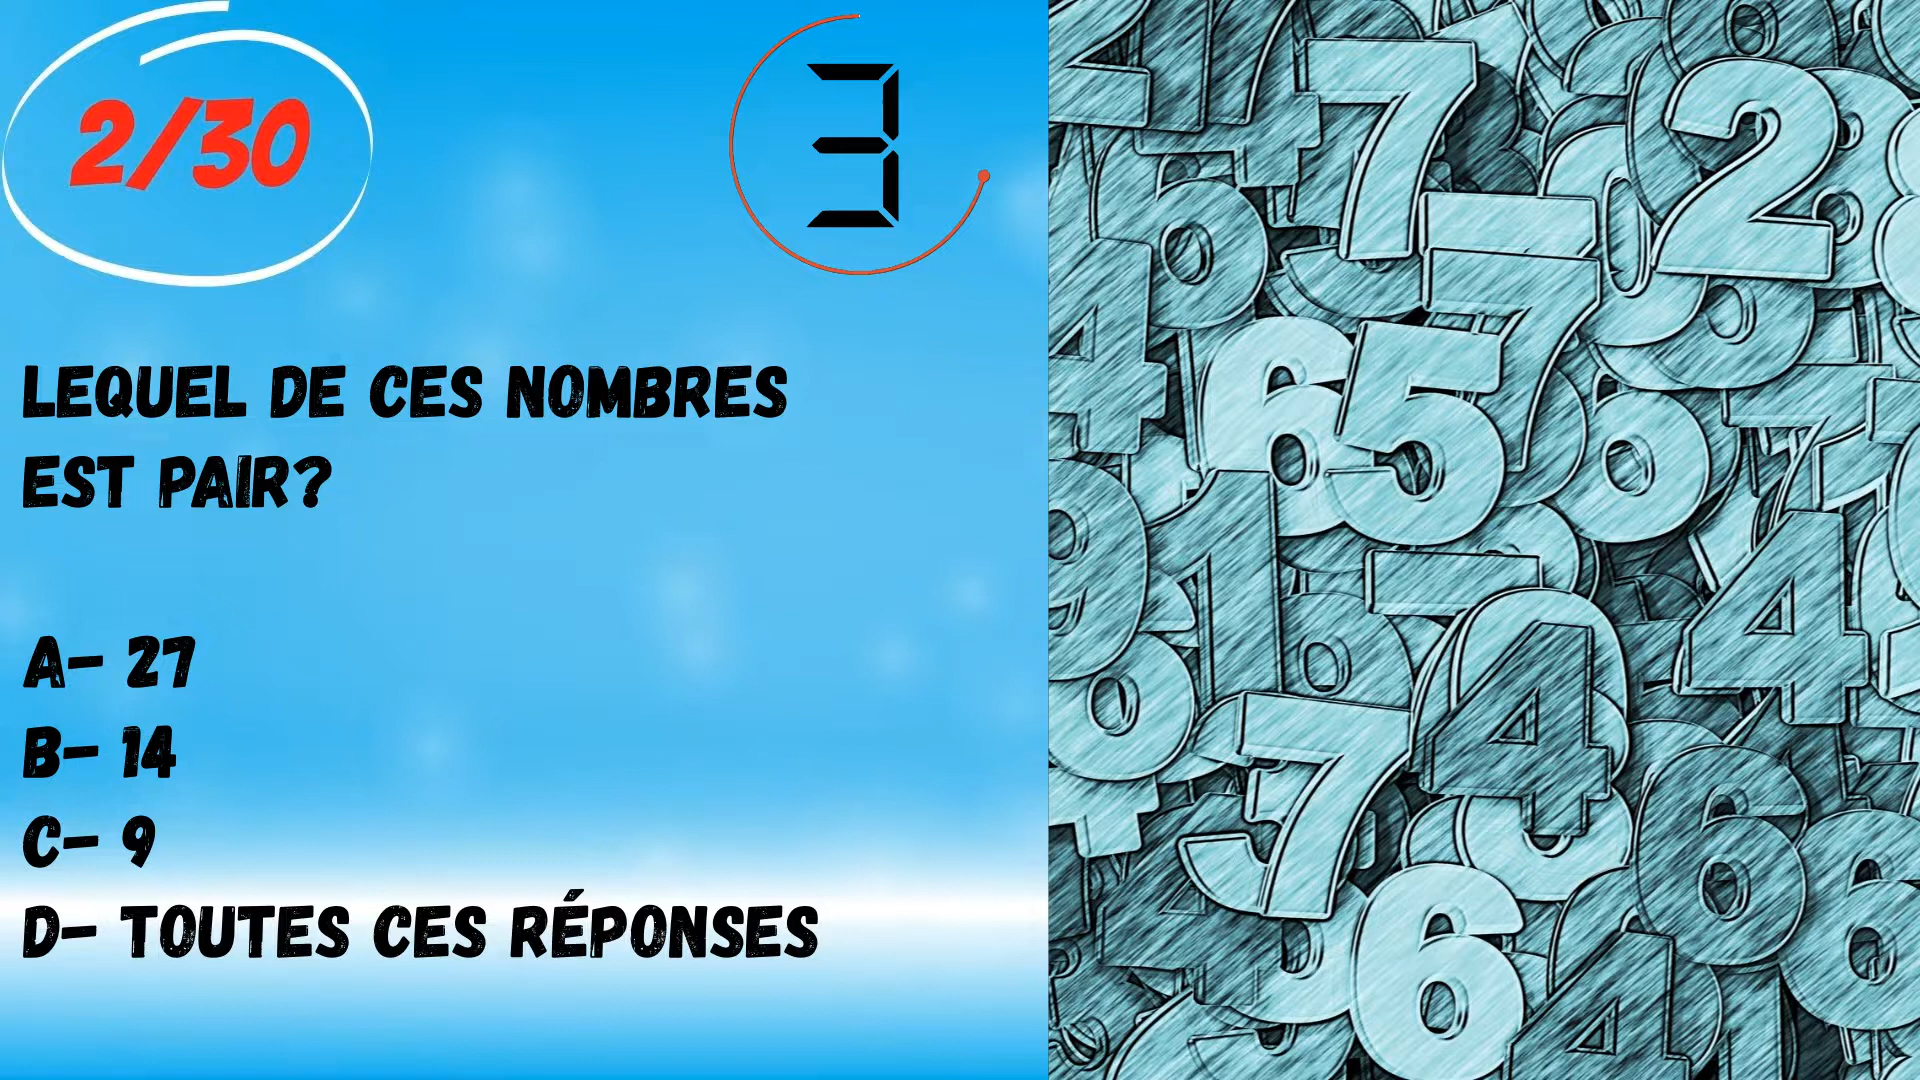 2/30
3
LEQUEL DE CES NOMBRES
EST PAIR?
A- 27
B- 14
C- 9
D- TOUTES CES RÉPONSES